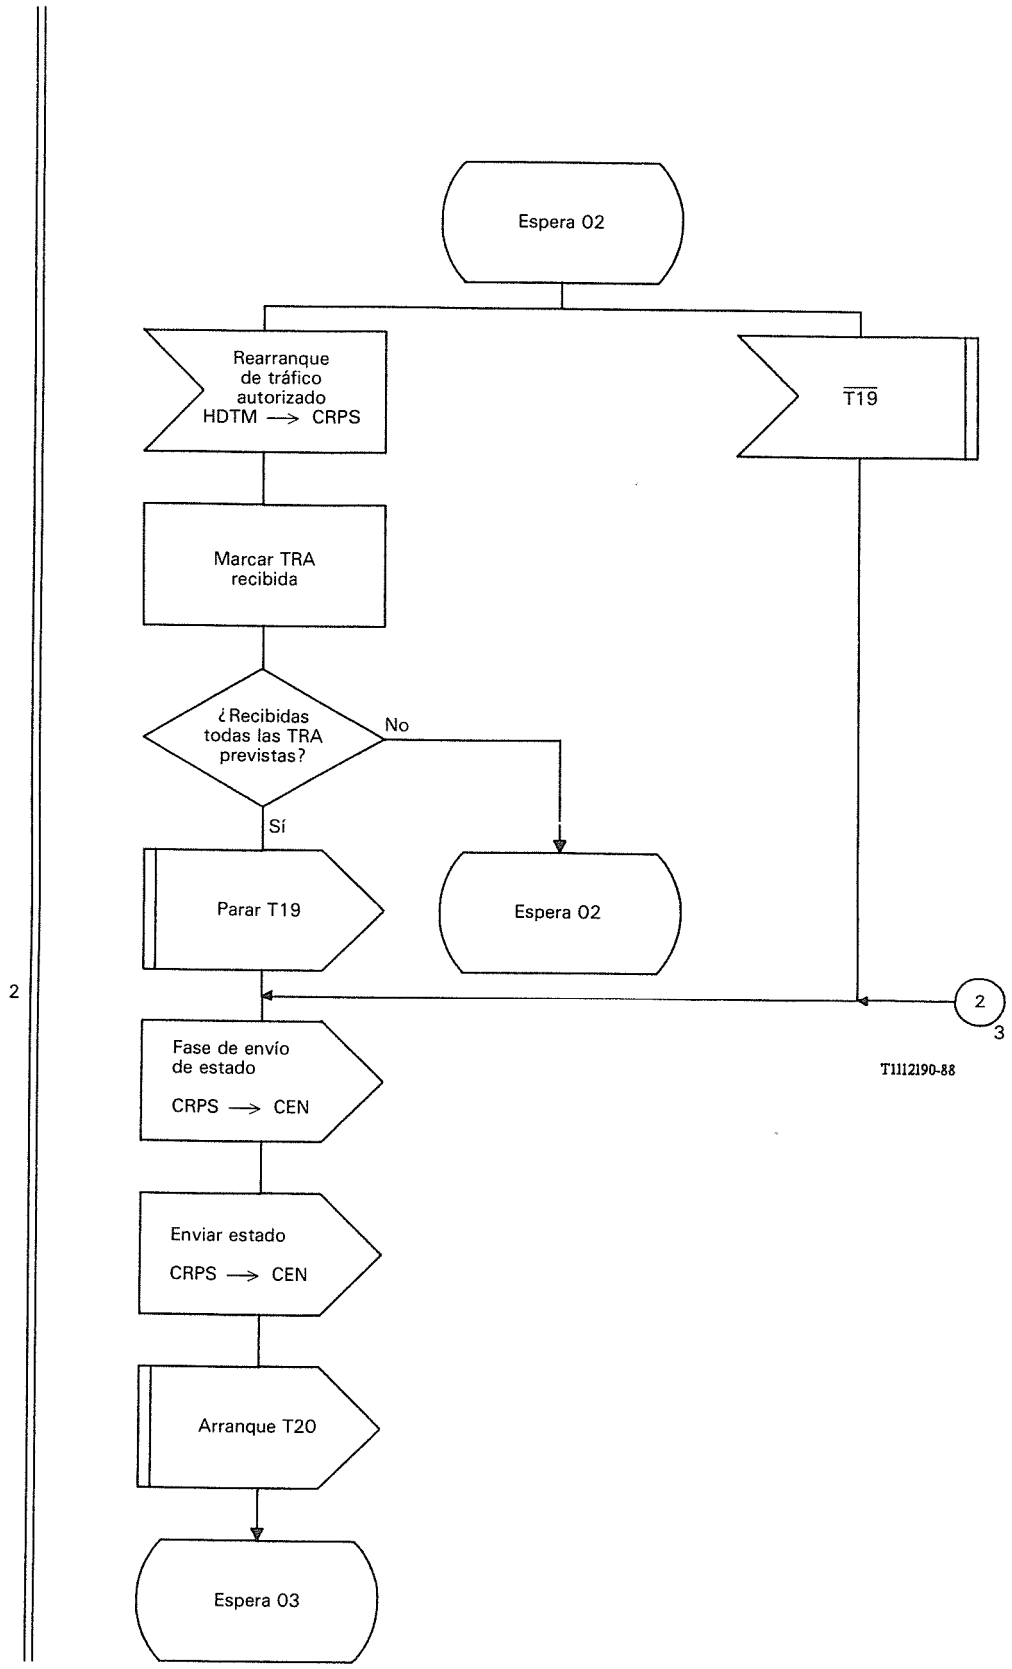 Espera 02
Rearranque
de tráfico
autorizado
HDTM → CRPS
T19
Marcar TRA
recibida
¿Recibidas
todas las TRA
previstas?
No
Sí
Parar T19
Espera 02
2
2
3
Fase de envío
de estado
CRPS → CEN
T1112190-88
Enviar estado
CRPS → CEN
Arranque T20
Espera 03